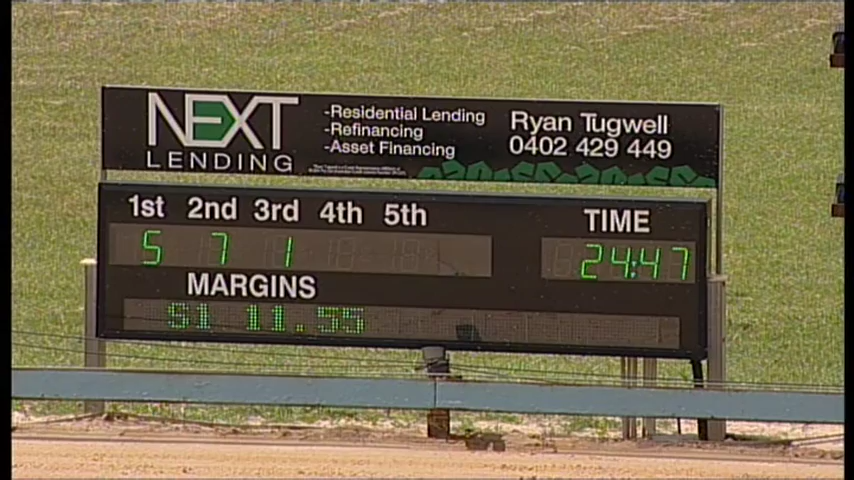 NEXT
LENDING
-Residential Lending
-Refinancing
-Asset Financing
Ryan Tugwell
0402 429 449
1st 2nd 3rd 4th 5th
5 7 1
TIME
24:47
MARGINS
S1 11.55